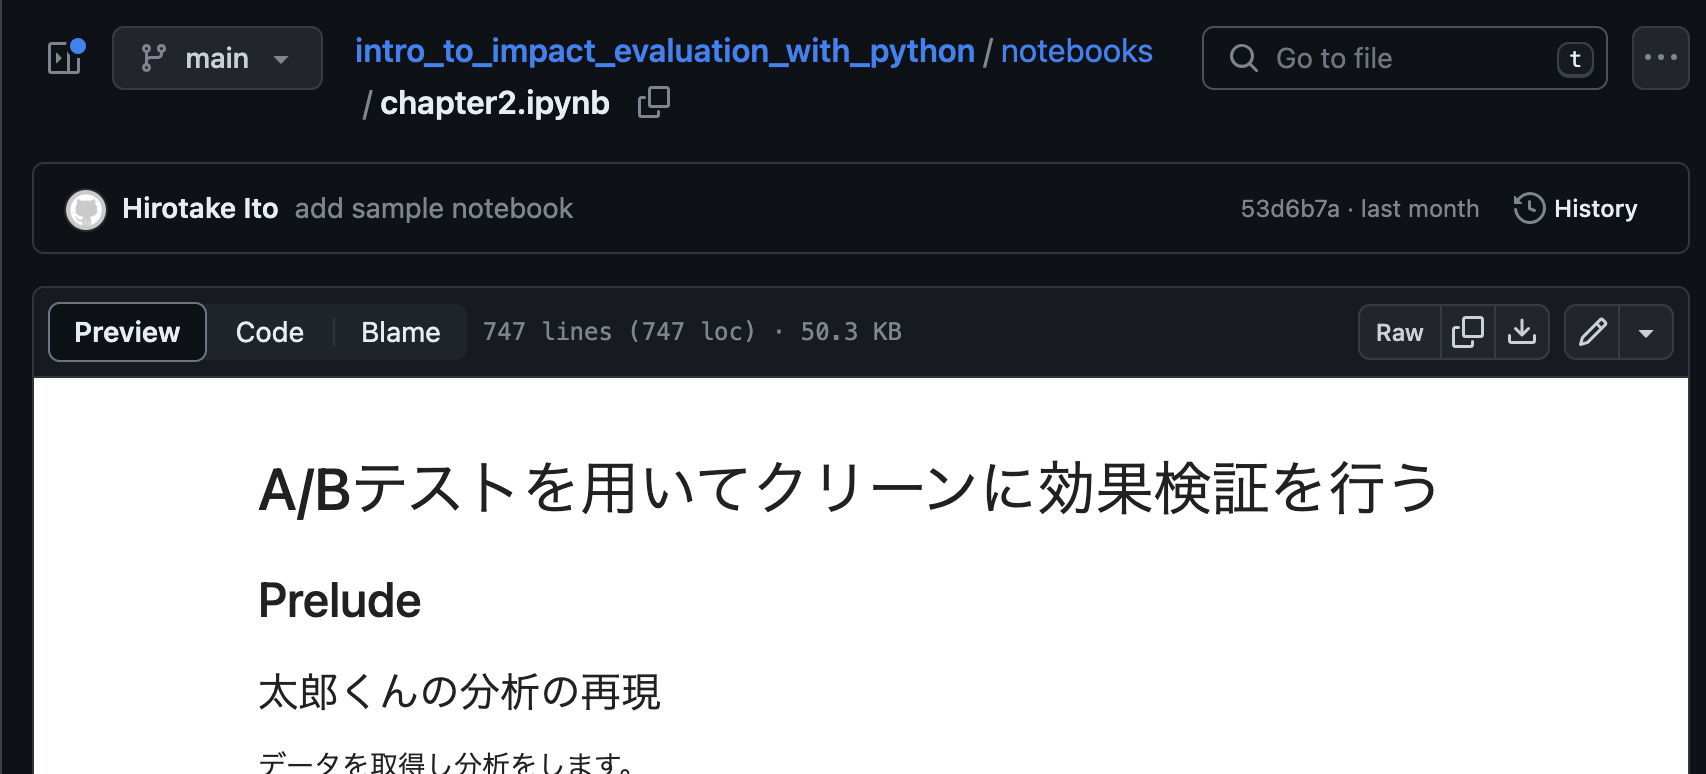 main
intro_to_impact_evaluation_with_python / notebooks
/ chapter2.ipynb
Go to file
t
Hirotake Ito add sample notebook
53d6b7a · last month
History
Preview
Code
Blame
747 lines (747 loc) · 50.3 KB
Raw
A/Bテストを用いてクリーンに効果検証を行う
Prelude
太郎くんの分析の再現
データを取得し分析をします。